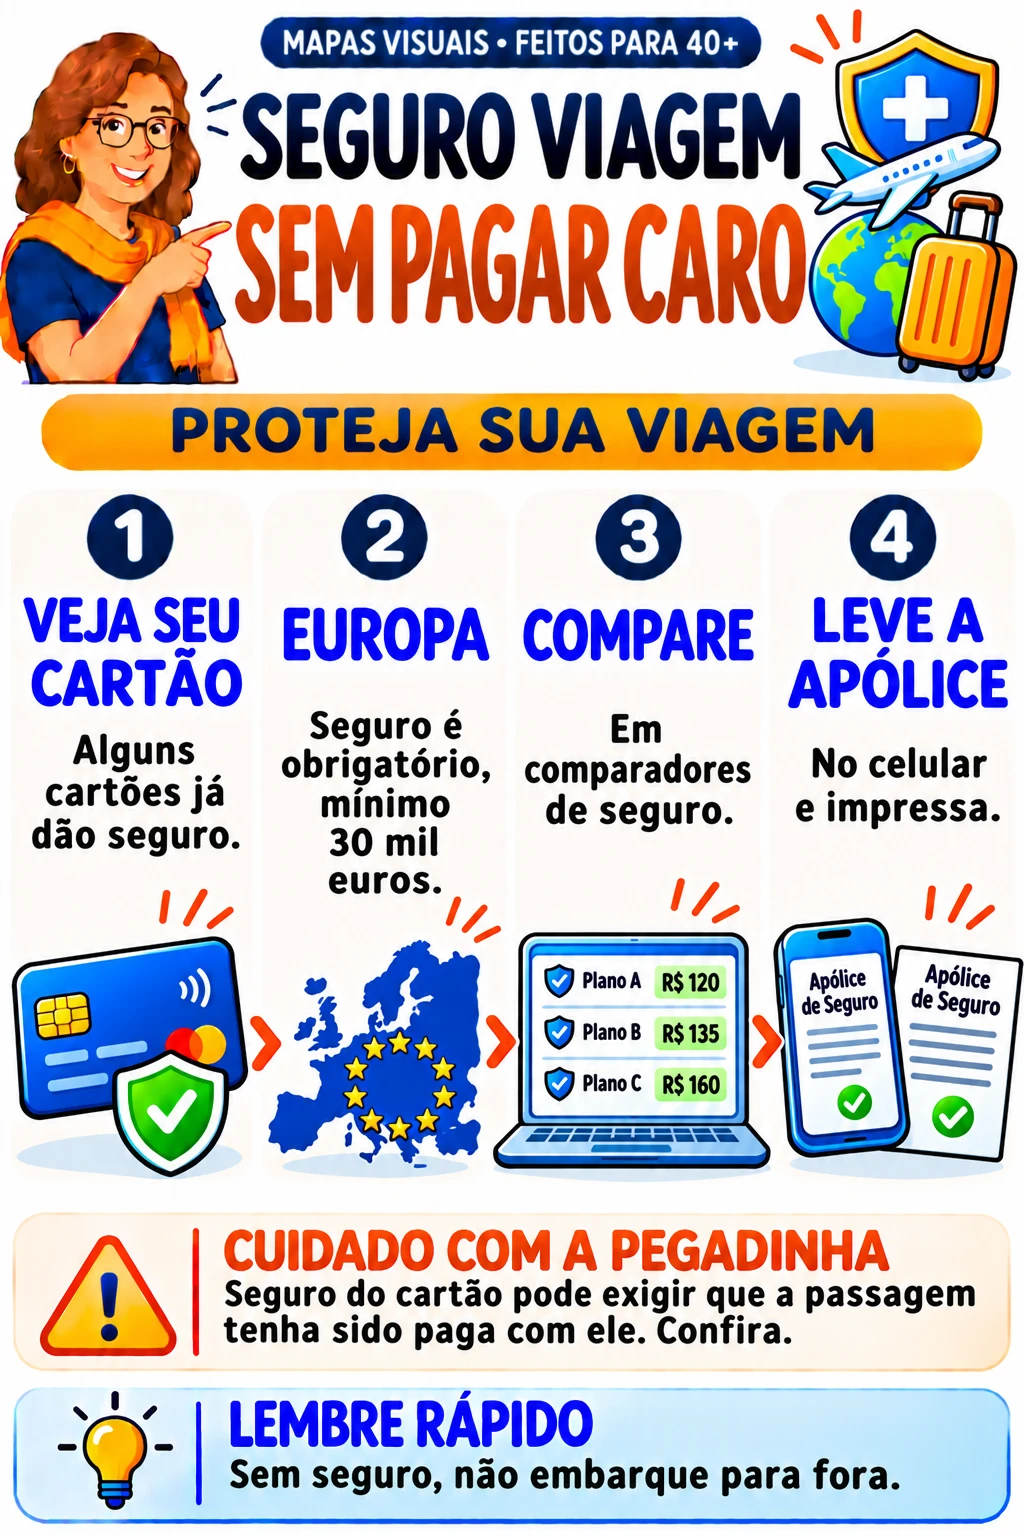 MAPAS VISUAIS • FEITOS PARA 40+
SEGURO VIAGEM
SEM PAGAR CARO
PROTEJA SUA VIAGEM
1
VEJA SEU
CARTÃO
Alguns
cartões já
dão seguro.
2
EUROPA
Seguro é
obrigatório,
mínimo
30 mil
euros.
3
COMPARE
Em
comparadores
de seguro.
Plano A R$ 120
Plano B R$ 135
Plano C R$ 160
4
LEVE A
APÓLICE
No celular
e impressa.
Apólice
de Seguro
Apólice
de Seguro
CUIDADO COM A PEGADINHA
Seguro do cartão pode exigir que a passagem
tenha sido paga com ele. Confira.
LEMBRE RÁPIDO
Sem seguro, não embarque para fora.